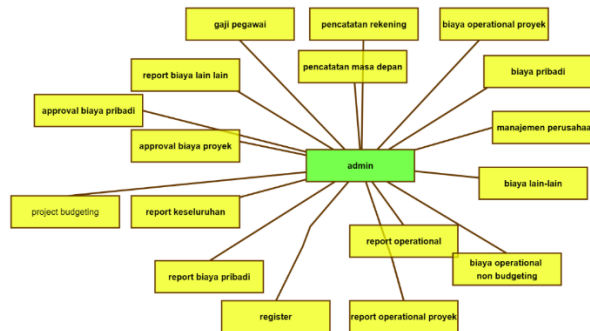 gaji pegawai
pencatatan rekening
biaya operational proyek
pencatatan masa depan
report biaya lain lain
biaya pribadi
approval biaya pribadi
manajemen perusahaa
approval biaya proyek
admin
biaya lain-lain
project budgeting
report keseluruhan
report operational
biaya operational
non budgeting
report biaya pribadi
register
report operational proyek